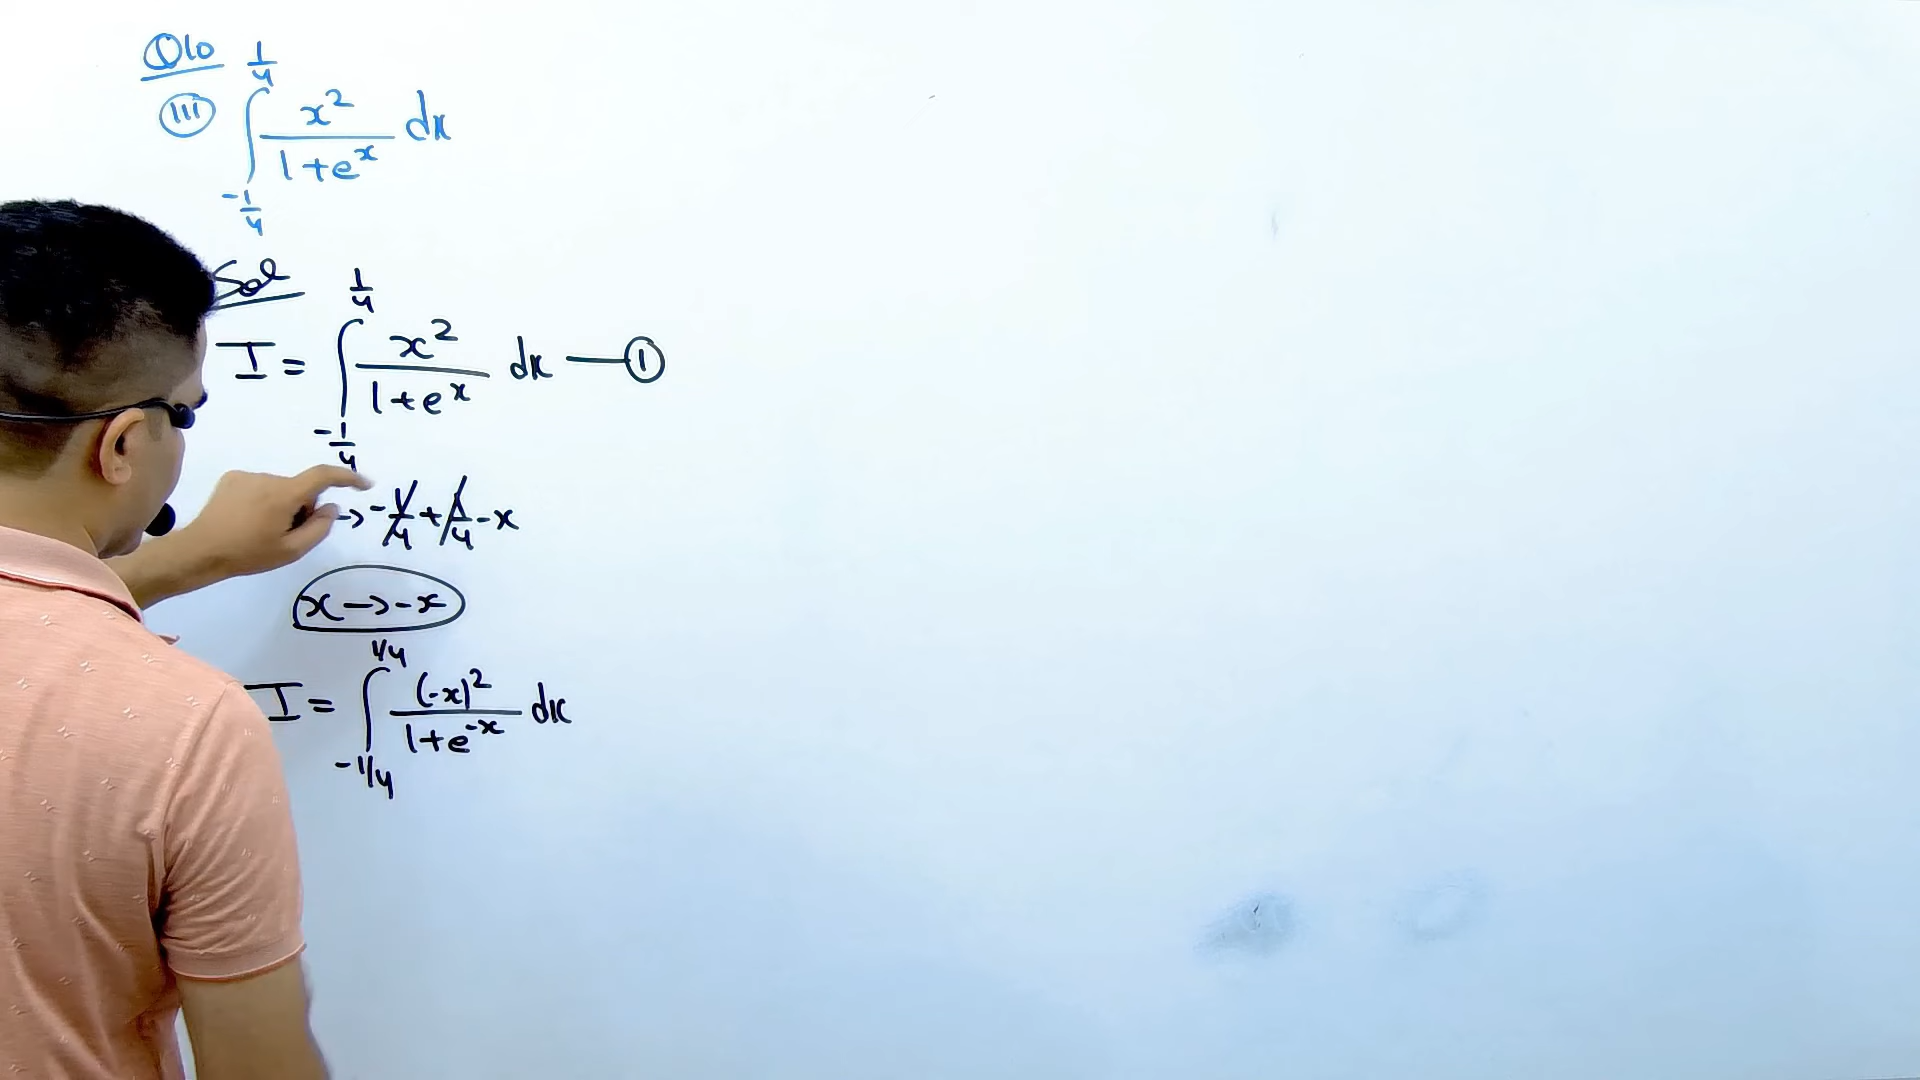 Q10
(III) ∫_{-1/4}^{1/4} x²/(1+e^x) dx
Sol
I = ∫_{-1/4}^{1/4} x²/(1+e^x) dx —— (1)
→ -1/4 + 1/4 - x
x → -x
I = ∫_{-1/4}^{1/4} (-x)²/(1+e^{-x}) dx